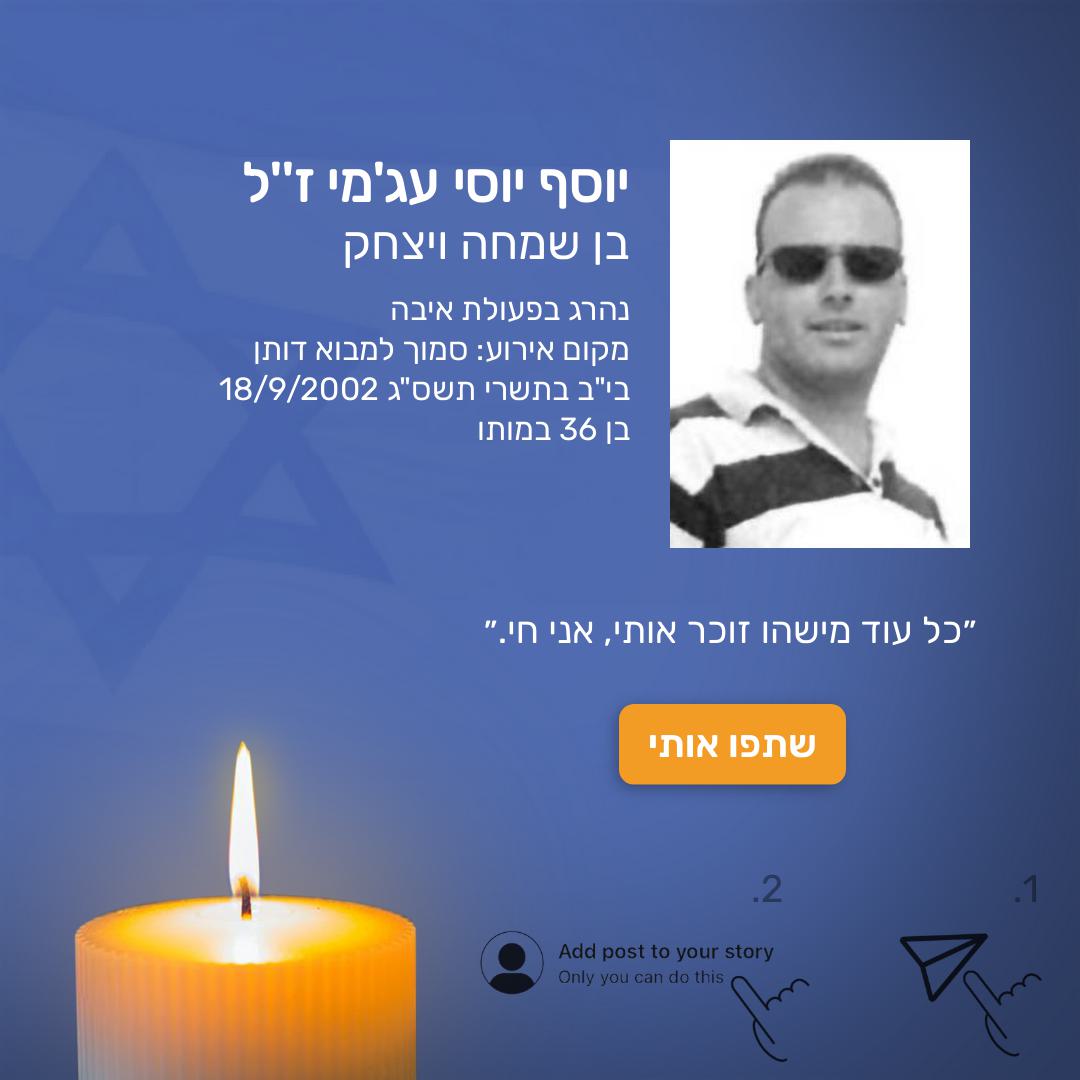 יוסף יוסי עג'מי ז''ל
בן שמחה ויצחק
נהרג בפעולת איבה
מקום אירוע: סמוך למבוא דותן
בי"ב בתשרי תשס"ג 18/9/2002
בן 36 במותו
״כל עוד מישהו זוכר אותי, אני חי.״
שתפו אותי
1.
2.
Add post to your story
Only you can do this